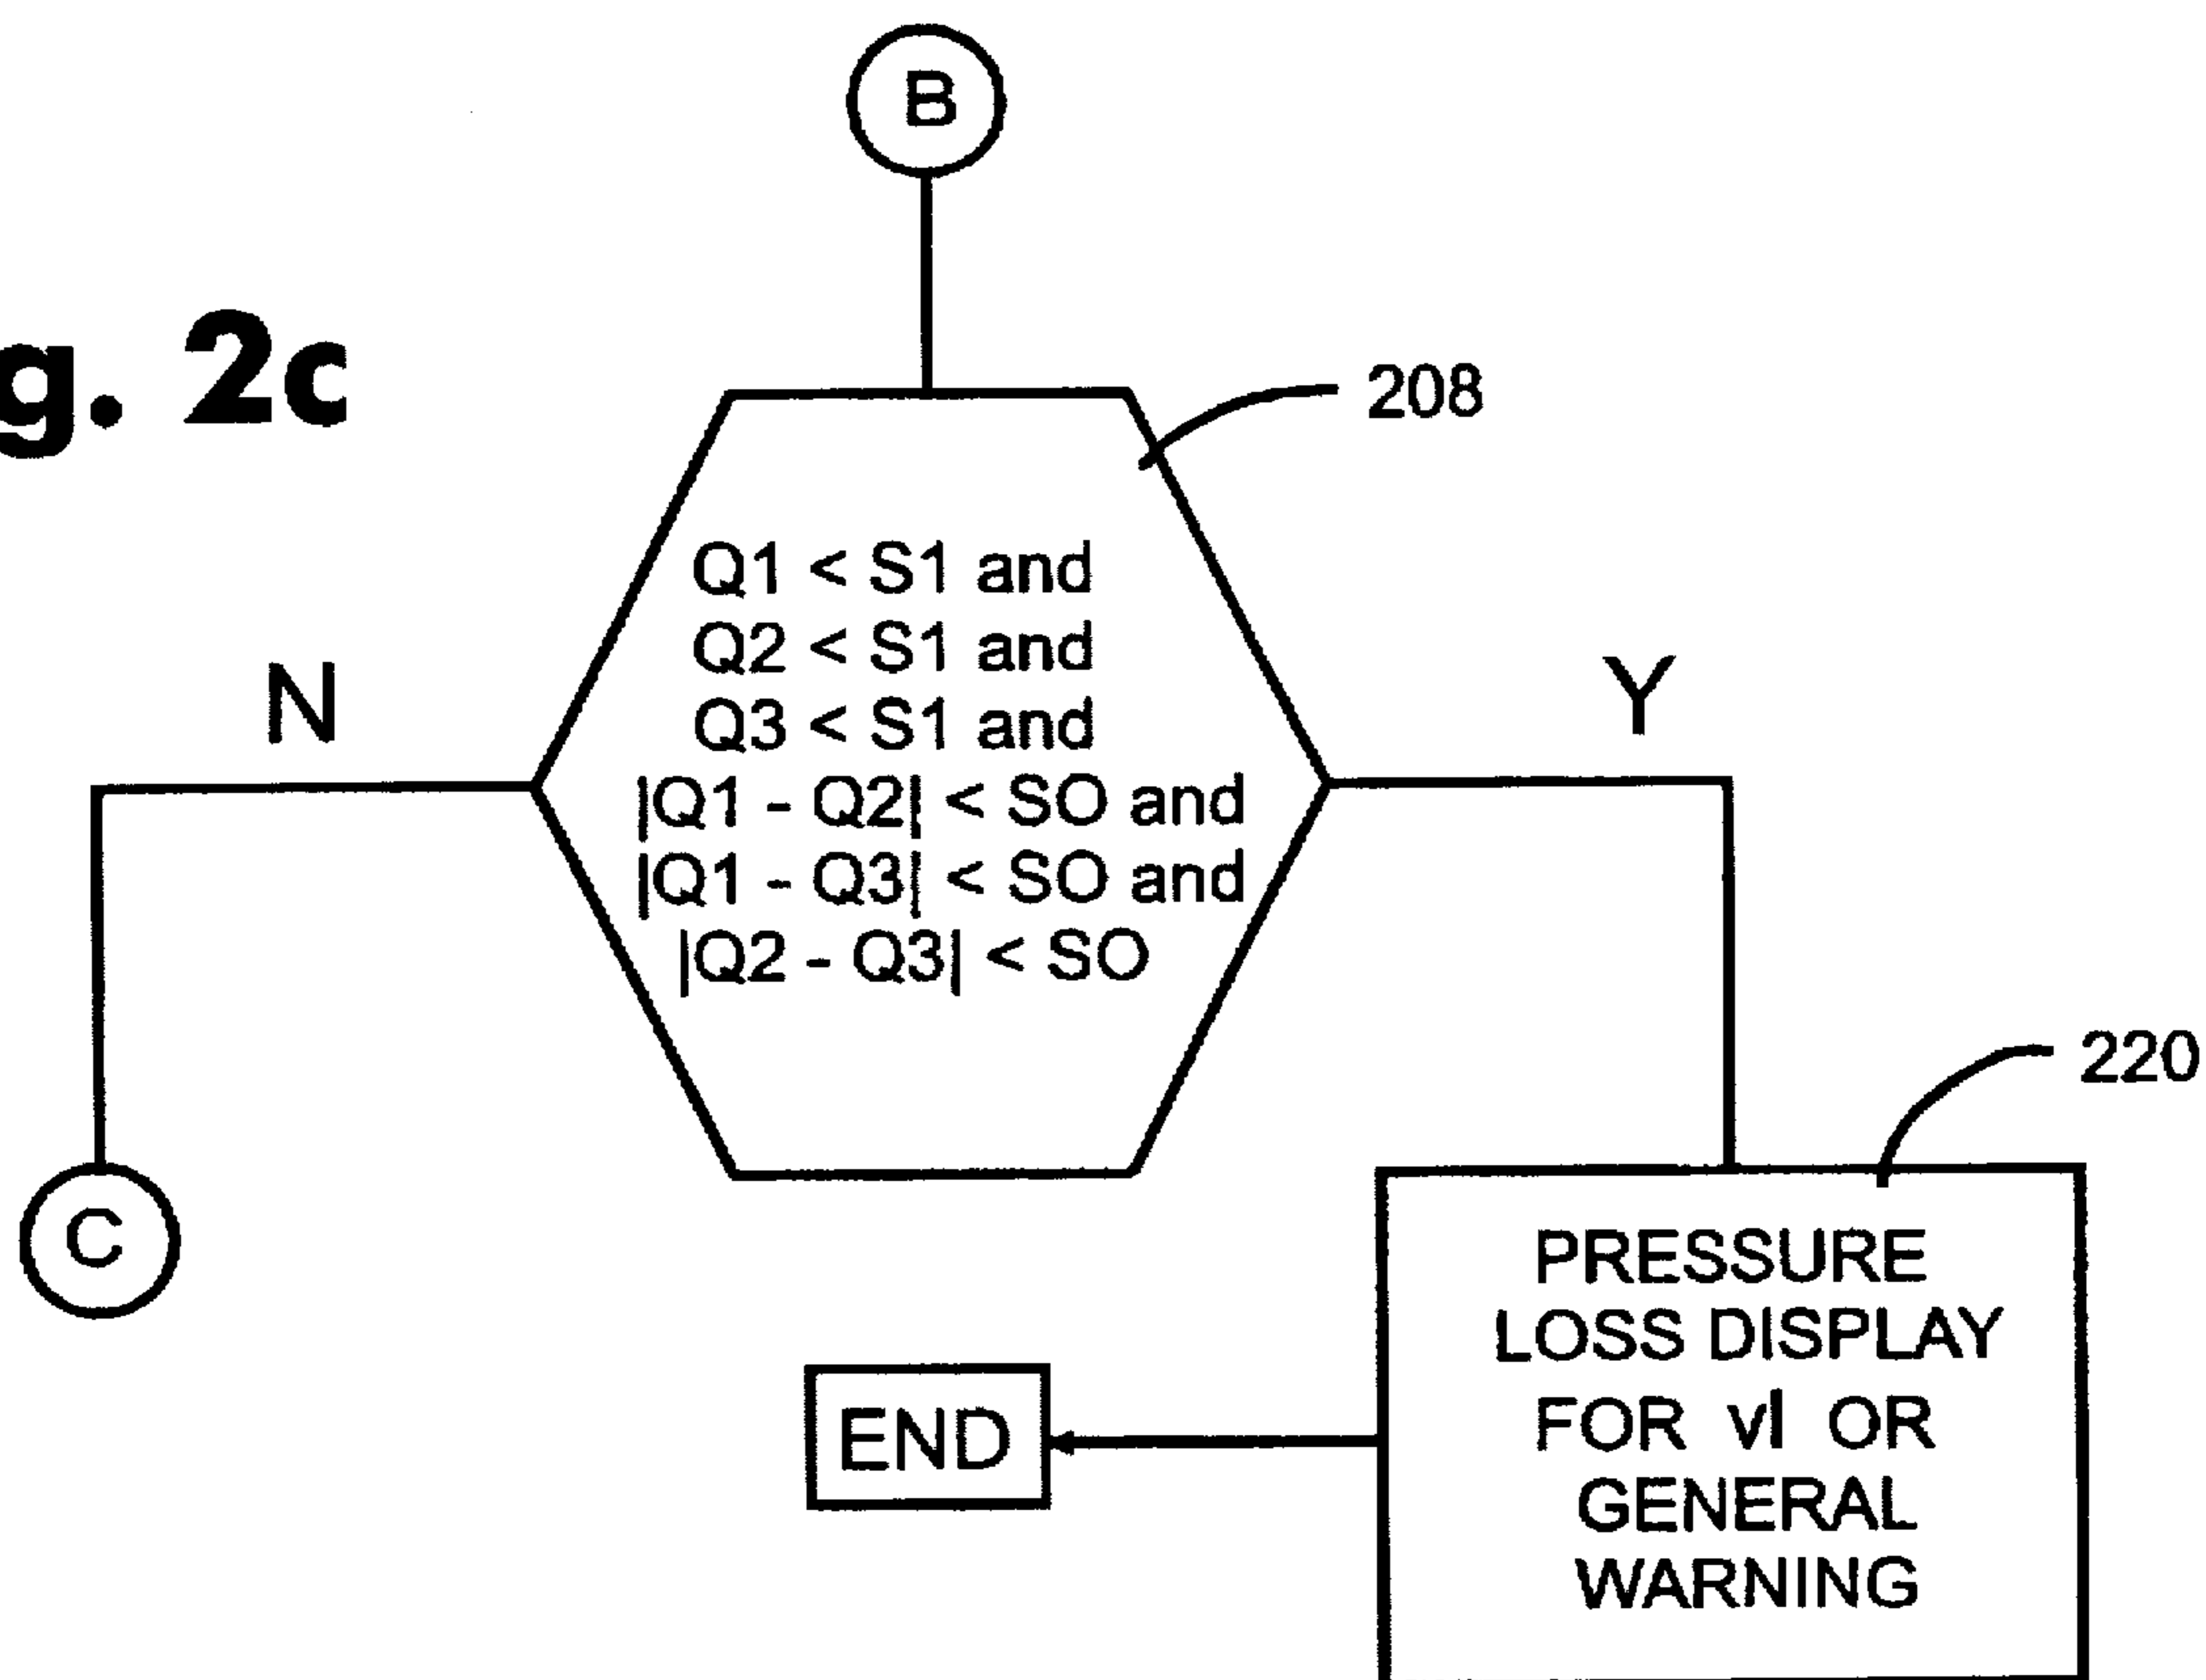 B
g. 2c
208
Q1 < S1 and
Q2 < S1 and
Q3 < S1 and
|Q1 - Q2| < SO and
|Q1 - Q3| < SO and
|Q2 - Q3| < SO
N
Y
220
C
PRESSURE
LOSS DISPLAY
FOR vl OR
GENERAL
WARNING
END